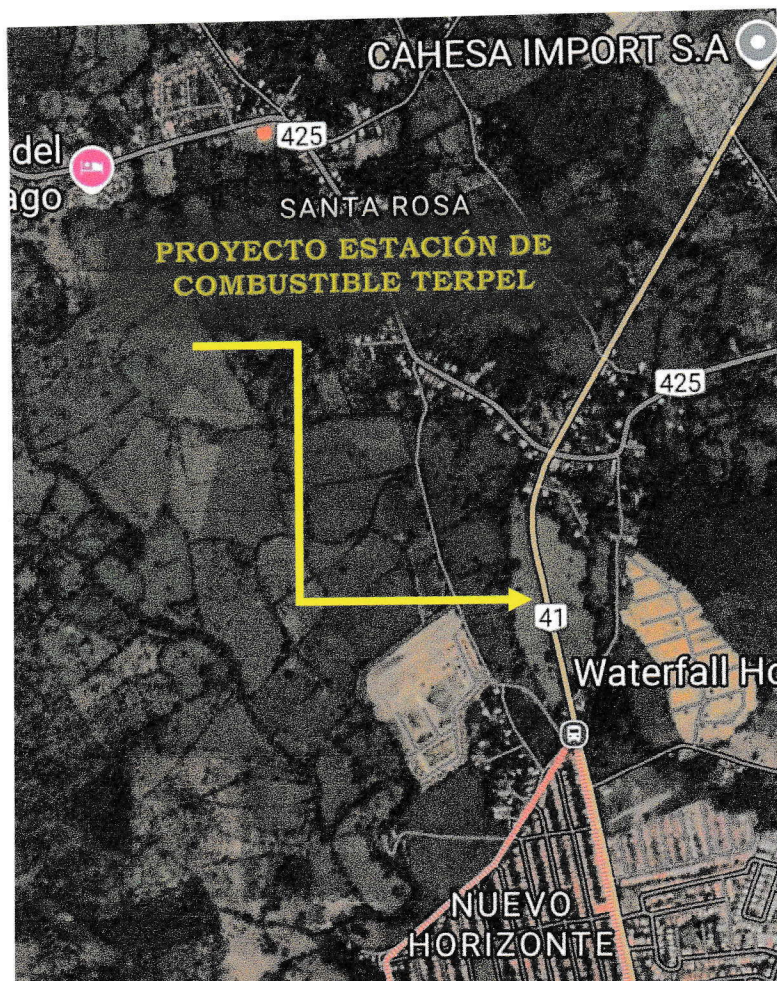 CAHESA IMPORT S.A
425
del
ago
SANTA ROSA
PROYECTO ESTACIÓN DE
COMBUSTIBLE TERPEL
425
41
Waterfall Ho
NUEVO
HORIZONTE